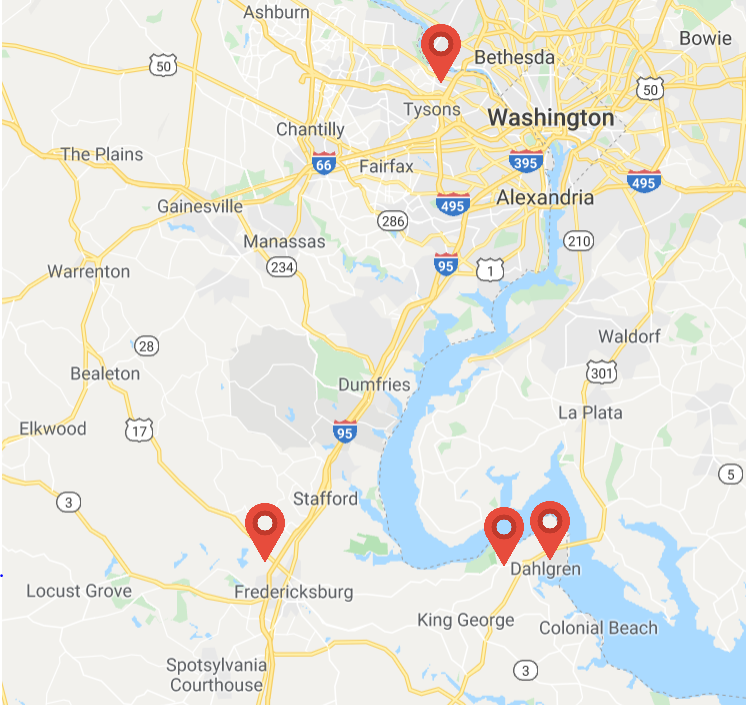 Ashburn
Bethesda
Bowie
50
50
Tysons
Washington
Chantilly
The Plains
66
Fairfax
395
495
Alexandria
495
Gainesville
286
Manassas
210
234
95
1
Warrenton
Waldorf
28
Bealeton
301
Dumfries
La Plata
Elkwood
17
95
5
3
Stafford
Dahlgren
Locust Grove
Fredericksburg
King George
Colonial Beach
Spotsylvania
Courthouse
3